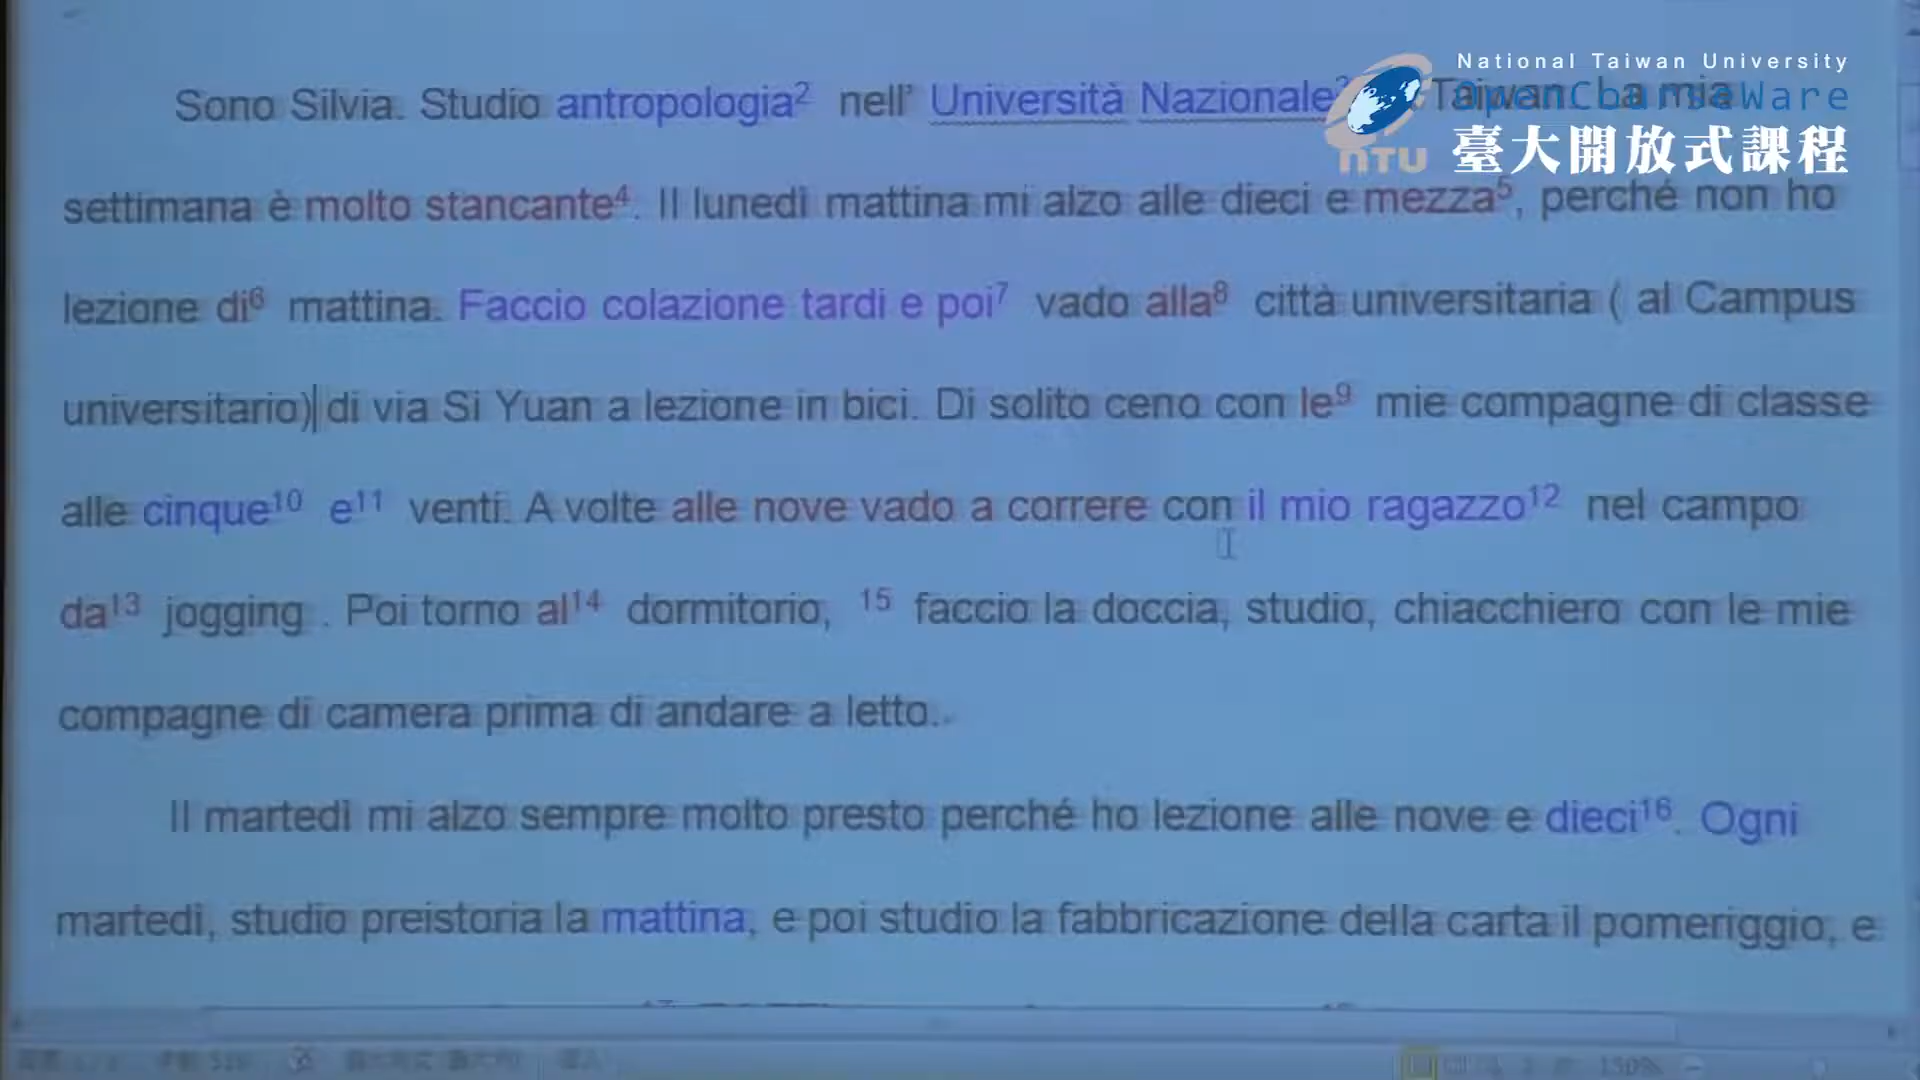 National Taiwan University
OpenCourseWare
臺大開放式課程
NTU
Sono Silvia. Studio antropologia2 nell' Università Nazionale Taiwan. La mia
settimana è molto stancante4. Il lunedì mattina mi alzo alle dieci e mezza5, perché non ho
lezione di6 mattina. Faccio colazione tardi e poi7 vado alla8 città universitaria ( al Campus
universitario) di via Si Yuan a lezione in bici. Di solito ceno con le9 mie compagne di classe
alle cinque10 e11 venti. A volte alle nove vado a correre con il mio ragazzo12 nel campo
da13 jogging . Poi torno al14 dormitorio, 15 faccio la doccia, studio, chiacchiero con le mie
compagne di camera prima di andare a letto.
Il martedì mi alzo sempre molto presto perché ho lezione alle nove e dieci16. Ogni
martedì, studio preistoria la mattina, e poi studio la fabbricazione della carta il pomeriggio, e
150%